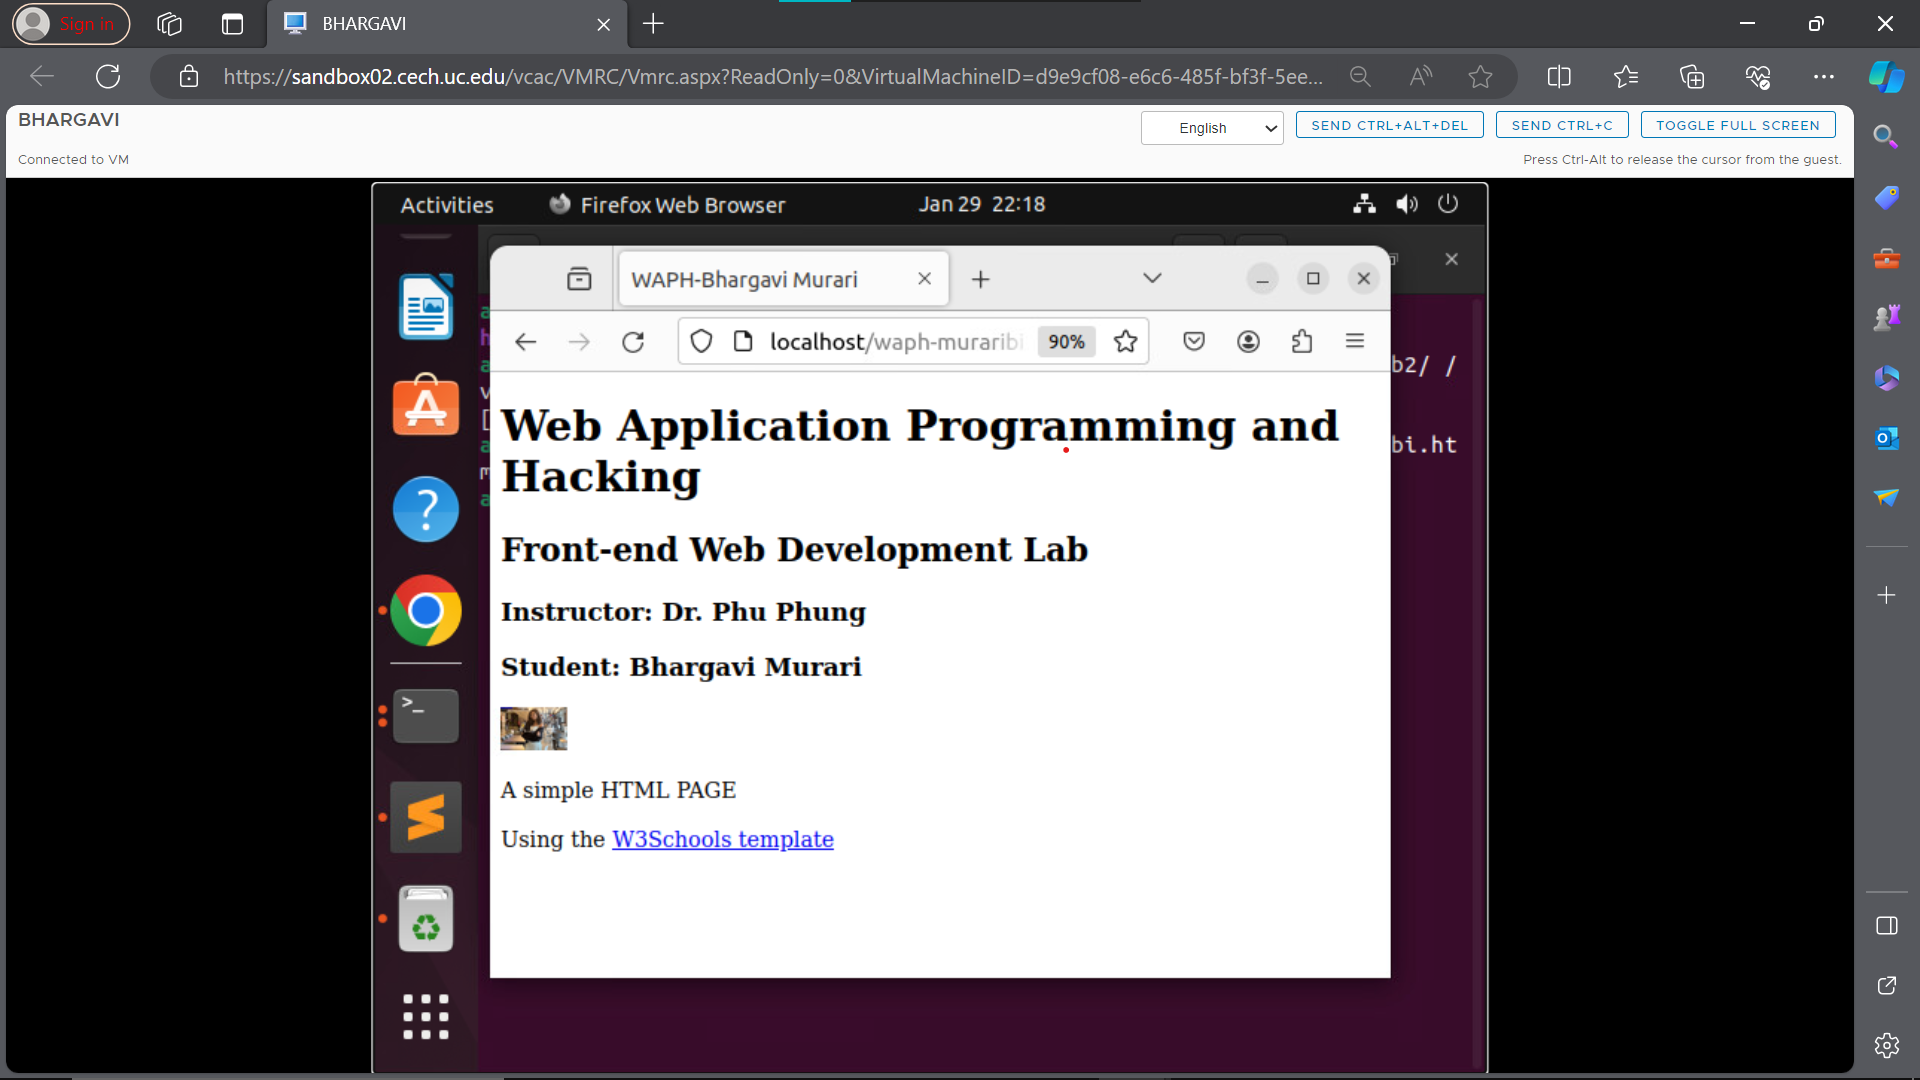 Sign in
BHARGAVI
https://sandbox02.cech.uc.edu/vcac/VMRC/Vmrc.aspx?ReadOnly=0&VirtualMachineID=d9e9cf08-e6c6-485f-bf3f-5ee...
BHARGAVI
English
SEND CTRL+ALT+DEL
SEND CTRL+C
TOGGLE FULL SCREEN
Connected to VM
Press Ctrl-Alt to release the cursor from the guest.
Activities
Firefox Web Browser
Jan 29 22:18
WAPH-Bhargavi Murari
localhost/waph-muraribi
90%
b2/ /
bi.ht
Web Application Programming and
Hacking
Front-end Web Development Lab
Instructor: Dr. Phu Phung
Student: Bhargavi Murari
A simple HTML PAGE
Using the W3Schools template